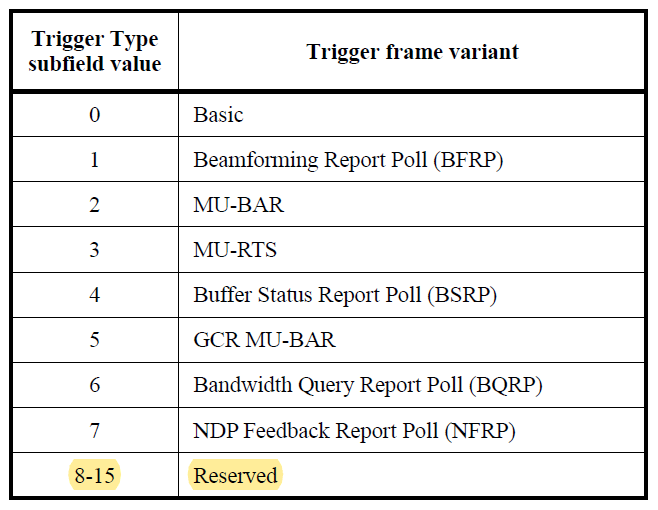 Trigger Type subfield value Trigger frame variant
0 Basic
1 Beamforming Report Poll (BFRP)
2 MU-BAR
3 MU-RTS
4 Buffer Status Report Poll (BSRP)
5 GCR MU-BAR
6 Bandwidth Query Report Poll (BQRP)
7 NDP Feedback Report Poll (NFRP)
8-15 Reserved